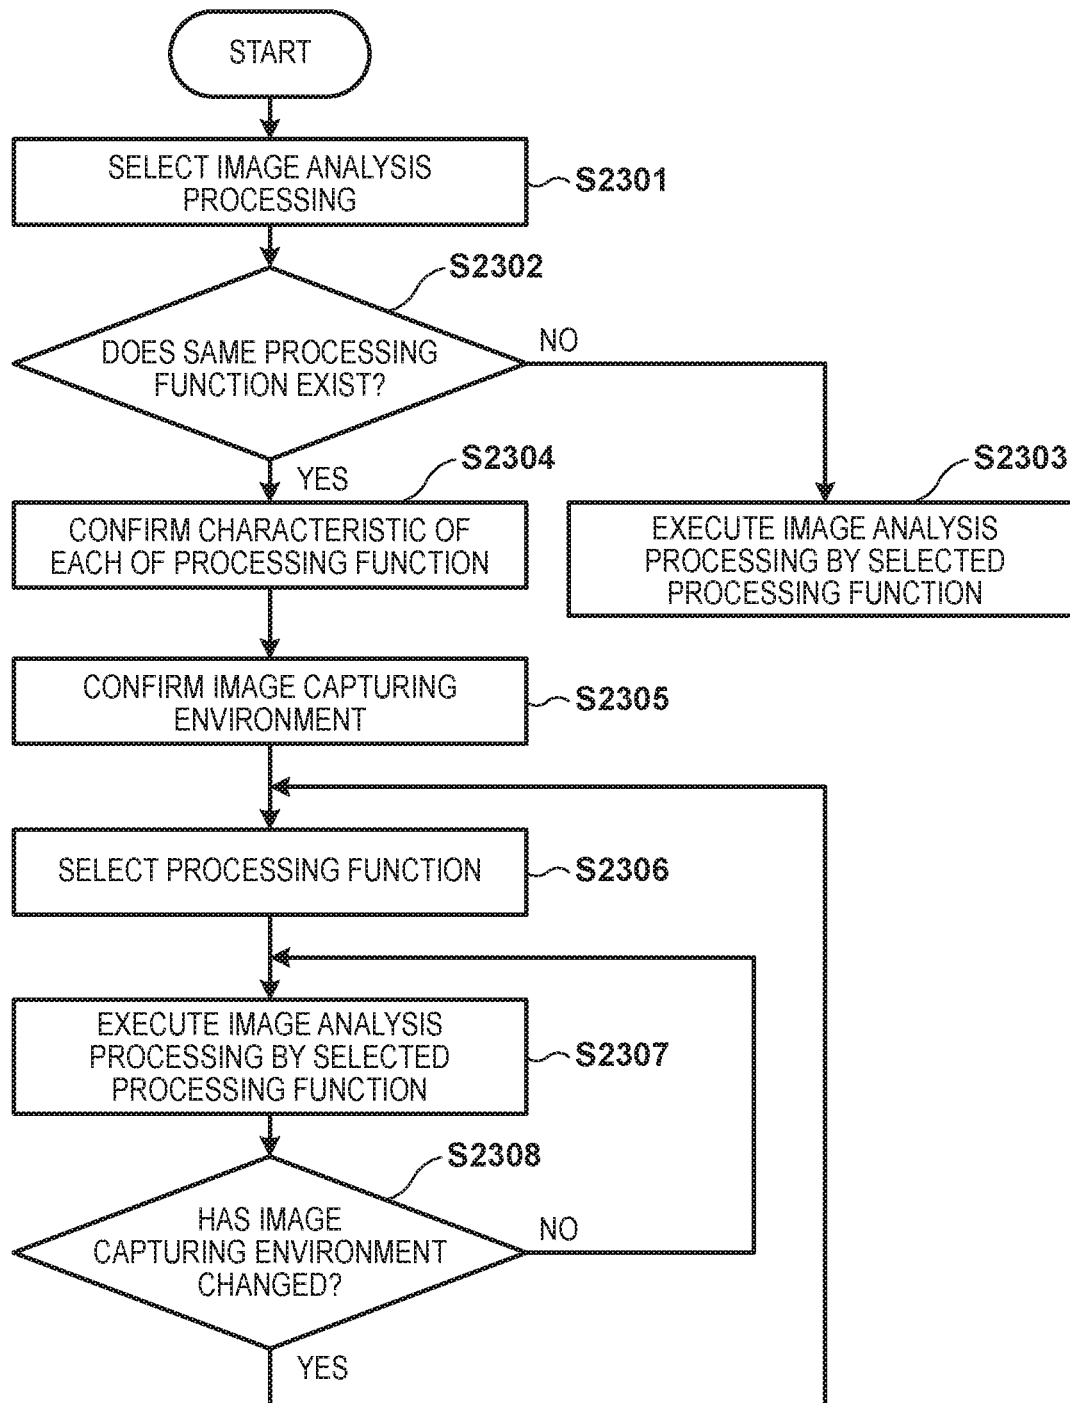 START
SELECT IMAGE ANALYSIS
PROCESSING
S2301
S2302
DOES SAME PROCESSING
FUNCTION EXIST?
NO
YES
S2304
S2303
CONFIRM CHARACTERISTIC OF
EACH OF PROCESSING FUNCTION
EXECUTE IMAGE ANALYSIS
PROCESSING BY SELECTED
PROCESSING FUNCTION
CONFIRM IMAGE CAPTURING
ENVIRONMENT
S2305
SELECT PROCESSING FUNCTION
S2306
EXECUTE IMAGE ANALYSIS
PROCESSING BY SELECTED
PROCESSING FUNCTION
S2307
S2308
HAS IMAGE
CAPTURING ENVIRONMENT
CHANGED?
NO
YES